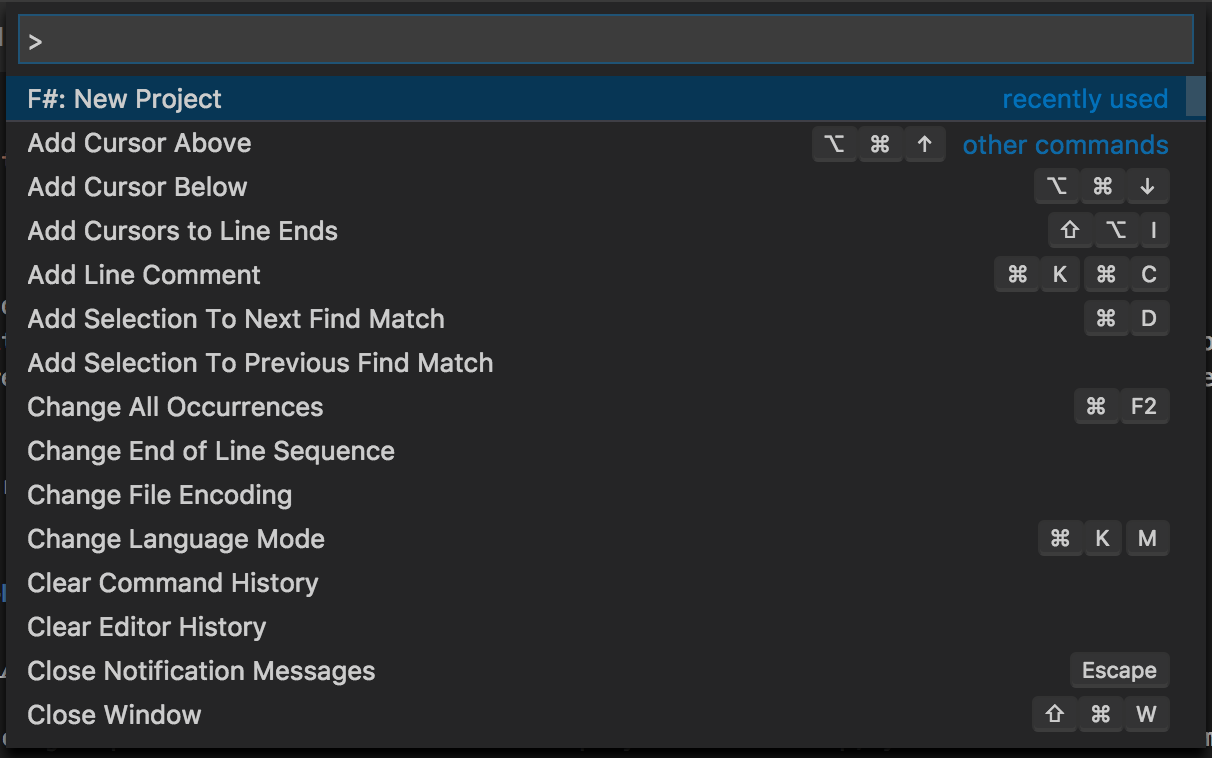 >
F#: New Project recently used
Add Cursor Above ⌥ ⌘ ↑ other commands
Add Cursor Below ⌥ ⌘ ↓
Add Cursors to Line Ends ⇧ ⌥ I
Add Line Comment ⌘ K ⌘ C
Add Selection To Next Find Match ⌘ D
Add Selection To Previous Find Match
Change All Occurrences ⌘ F2
Change End of Line Sequence
Change File Encoding
Change Language Mode ⌘ K M
Clear Command History
Clear Editor History
Close Notification Messages Escape
Close Window ⇧ ⌘ W